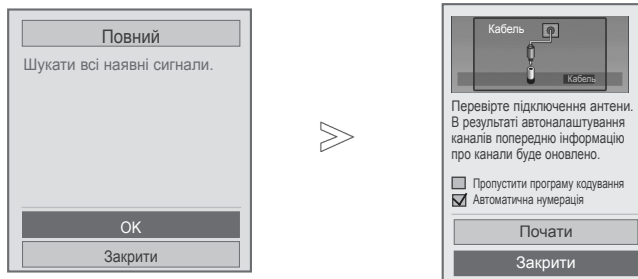 Повний
Шукати всі наявні сигнали.
OK
Закрити
Кабель
Кабель
Перевірте підключення антени.
В результаті автоналаштування
каналів попередню інформацію
про канали буде оновлено.
Пропустити програму кодування
Автоматична нумерація
Почати
Закрити